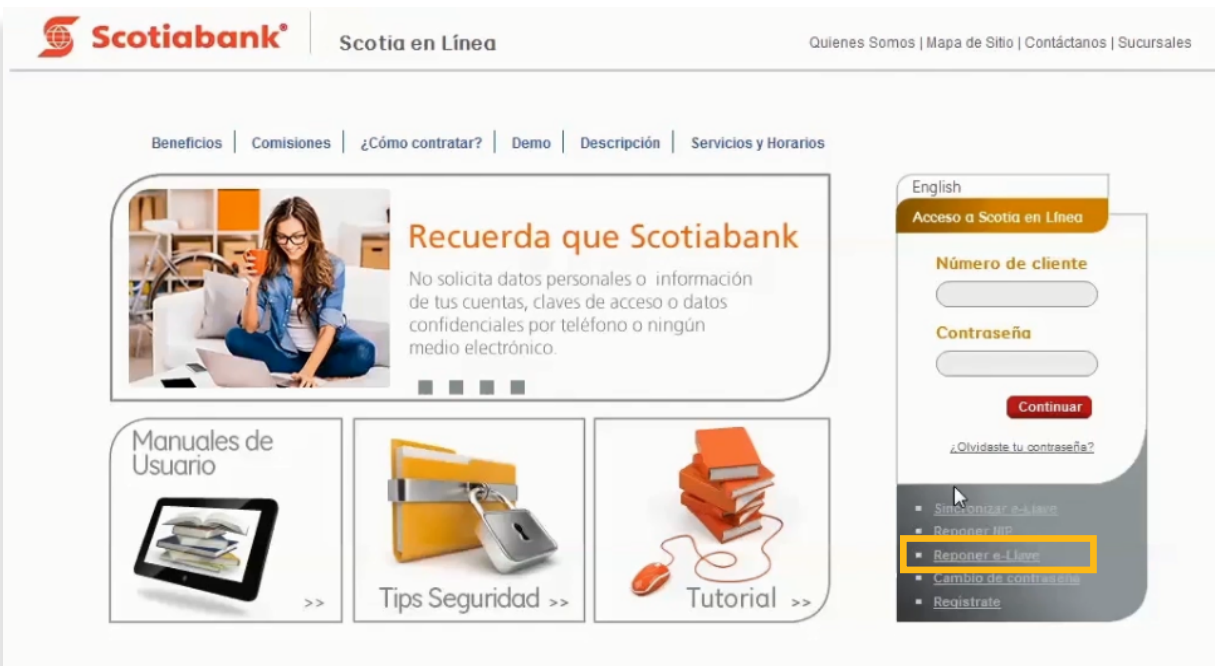 Scotiabank®
Scotia en Línea
Quienes Somos | Mapa de Sitio | Contáctanos | Sucursales
Beneficios | Comisiones | ¿Cómo contratar? | Demo | Descripción | Servicios y Horarios
Recuerda que Scotiabank
No solicita datos personales o información
de tus cuentas, claves de acceso o datos
confidenciales por teléfono o ningún
medio electrónico.
Manuales de
Usuario
>>
Tips Seguridad >>
Tutorial >>
English
Acceso a Scotia en Línea
Número de cliente
Contraseña
Continuar
¿Olvidaste tu contraseña?
Sincronizar e-Llave
Reponer NIP
Reponer e-Llave
Cambio de contraseña
Registrate